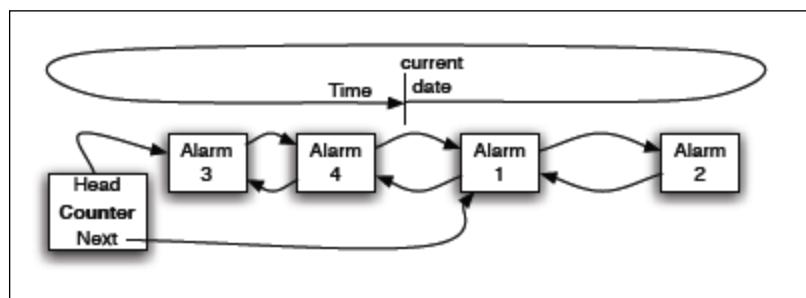 current
Time
date
Alarm
3
Alarm
4
Alarm
1
Alarm
2
Head
Counter
Next